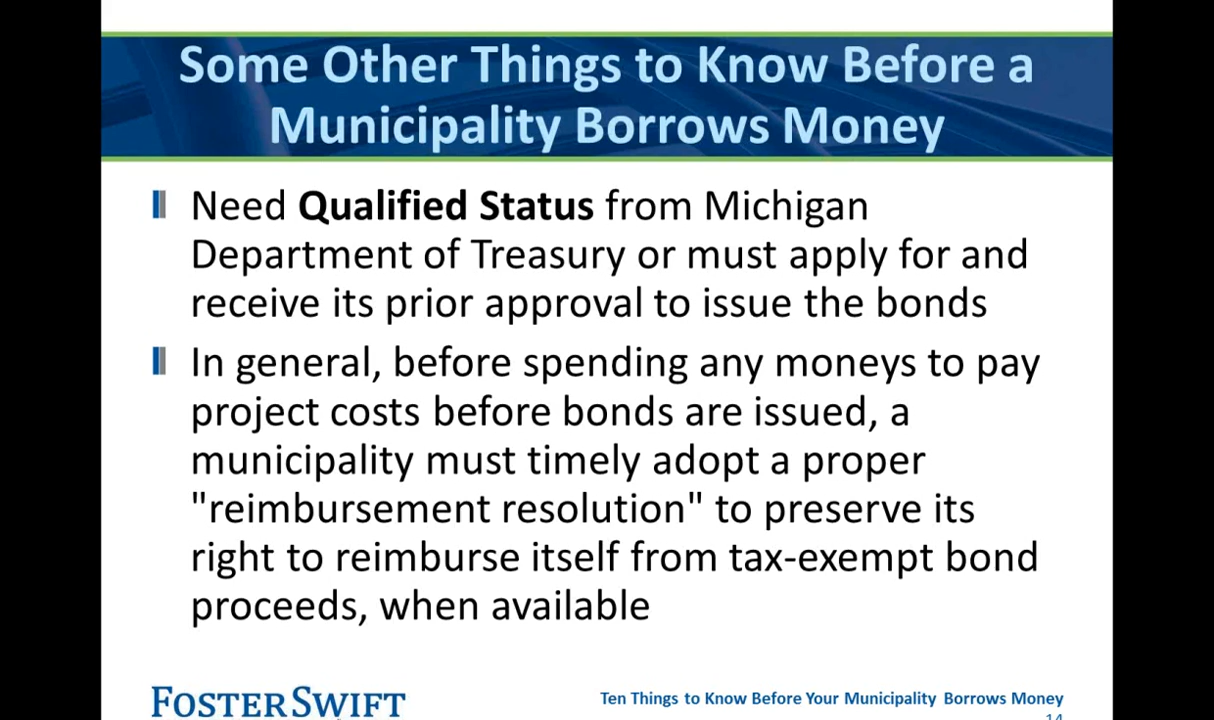 Some Other Things to Know Before a
Municipality Borrows Money
Need Qualified Status from Michigan
Department of Treasury or must apply for and
receive its prior approval to issue the bonds
In general, before spending any moneys to pay
project costs before bonds are issued, a
municipality must timely adopt a proper
"reimbursement resolution" to preserve its
right to reimburse itself from tax-exempt bond
proceeds, when available
FOSTER SWIFT
Ten Things to Know Before Your Municipality Borrows Money
14